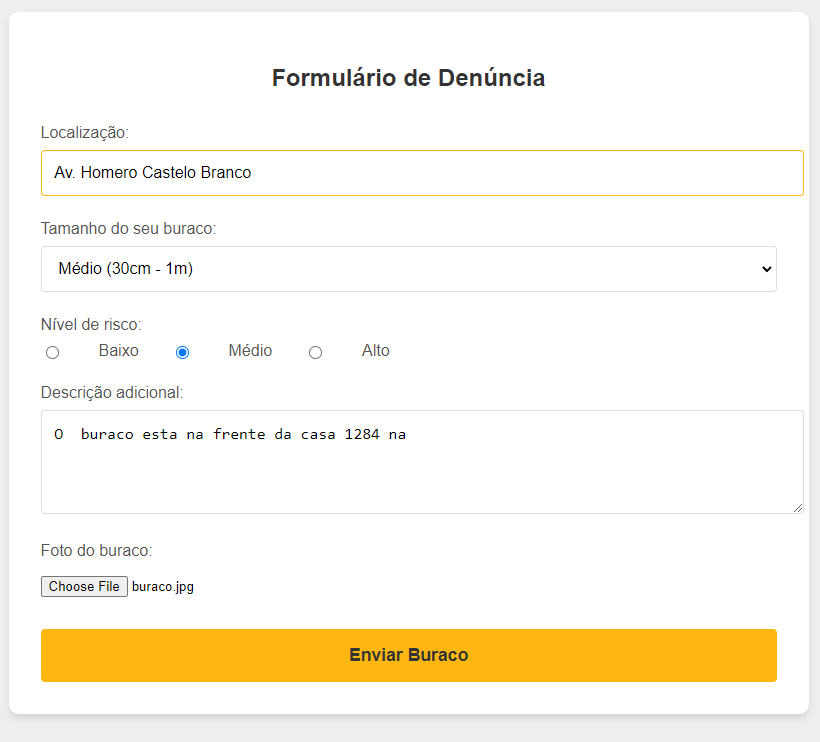 Formulário de Denúncia
Localização:
Av. Homero Castelo Branco
Tamanho do seu buraco:
Médio (30cm - 1m)
Nível de risco:
Baixo Médio Alto
Descrição adicional:
O  buraco esta na frente da casa 1284 na
Foto do buraco:
Choose File buraco.jpg
Enviar Buraco